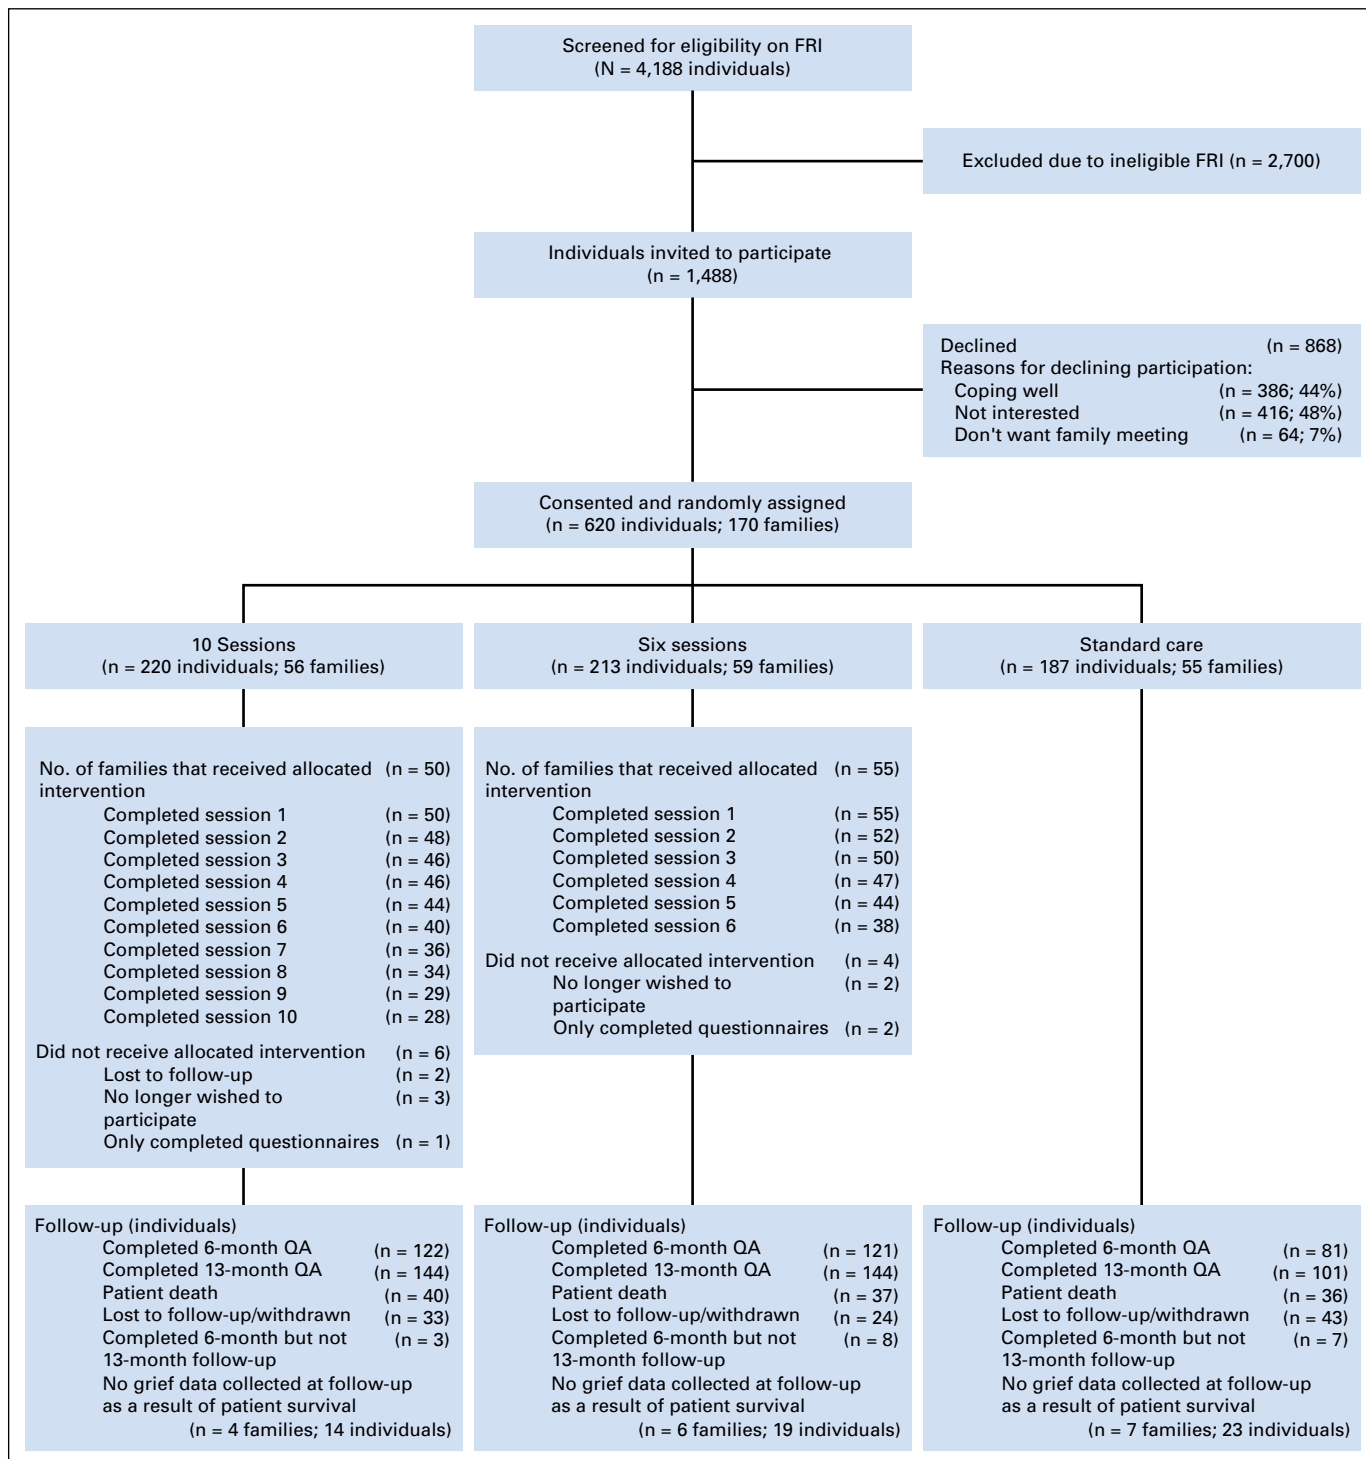 Screened for eligibility on FRI
(N = 4,188 individuals)
Excluded due to ineligible FRI (n = 2,700)
Individuals invited to participate
(n = 1,488)
Declined (n = 868)
Reasons for declining participation:
Coping well (n = 386; 44%)
Not interested (n = 416; 48%)
Don't want family meeting (n = 64; 7%)
Consented and randomly assigned
(n = 620 individuals; 170 families)
10 Sessions
(n = 220 individuals; 56 families)
Six sessions
(n = 213 individuals; 59 families)
Standard care
(n = 187 individuals; 55 families)
No. of families that received allocated (n = 50)
intervention
Completed session 1 (n = 50)
Completed session 2 (n = 48)
Completed session 3 (n = 46)
Completed session 4 (n = 46)
Completed session 5 (n = 44)
Completed session 6 (n = 40)
Completed session 7 (n = 36)
Completed session 8 (n = 34)
Completed session 9 (n = 29)
Completed session 10 (n = 28)
Did not receive allocated intervention (n = 6)
Lost to follow-up (n = 2)
No longer wished to (n = 3)
participate
Only completed questionnaires (n = 1)
No. of families that received allocated (n = 55)
intervention
Completed session 1 (n = 55)
Completed session 2 (n = 52)
Completed session 3 (n = 50)
Completed session 4 (n = 47)
Completed session 5 (n = 44)
Completed session 6 (n = 38)
Did not receive allocated intervention (n = 4)
No longer wished to (n = 2)
participate
Only completed questionnaires (n = 2)
Follow-up (individuals)
Completed 6-month QA (n = 122)
Completed 13-month QA (n = 144)
Patient death (n = 40)
Lost to follow-up/withdrawn (n = 33)
Completed 6-month but not (n = 3)
13-month follow-up
No grief data collected at follow-up
as a result of patient survival
(n = 4 families; 14 individuals)
Follow-up (individuals)
Completed 6-month QA (n = 121)
Completed 13-month QA (n = 144)
Patient death (n = 37)
Lost to follow-up/withdrawn (n = 24)
Completed 6-month but not (n = 8)
13-month follow-up
No grief data collected at follow-up
as a result of patient survival
(n = 6 families; 19 individuals)
Follow-up (individuals)
Completed 6-month QA (n = 81)
Completed 13-month QA (n = 101)
Patient death (n = 36)
Lost to follow-up/withdrawn (n = 43)
Completed 6-month but not (n = 7)
13-month follow-up
No grief data collected at follow-up
as a result of patient survival
(n = 7 families; 23 individuals)